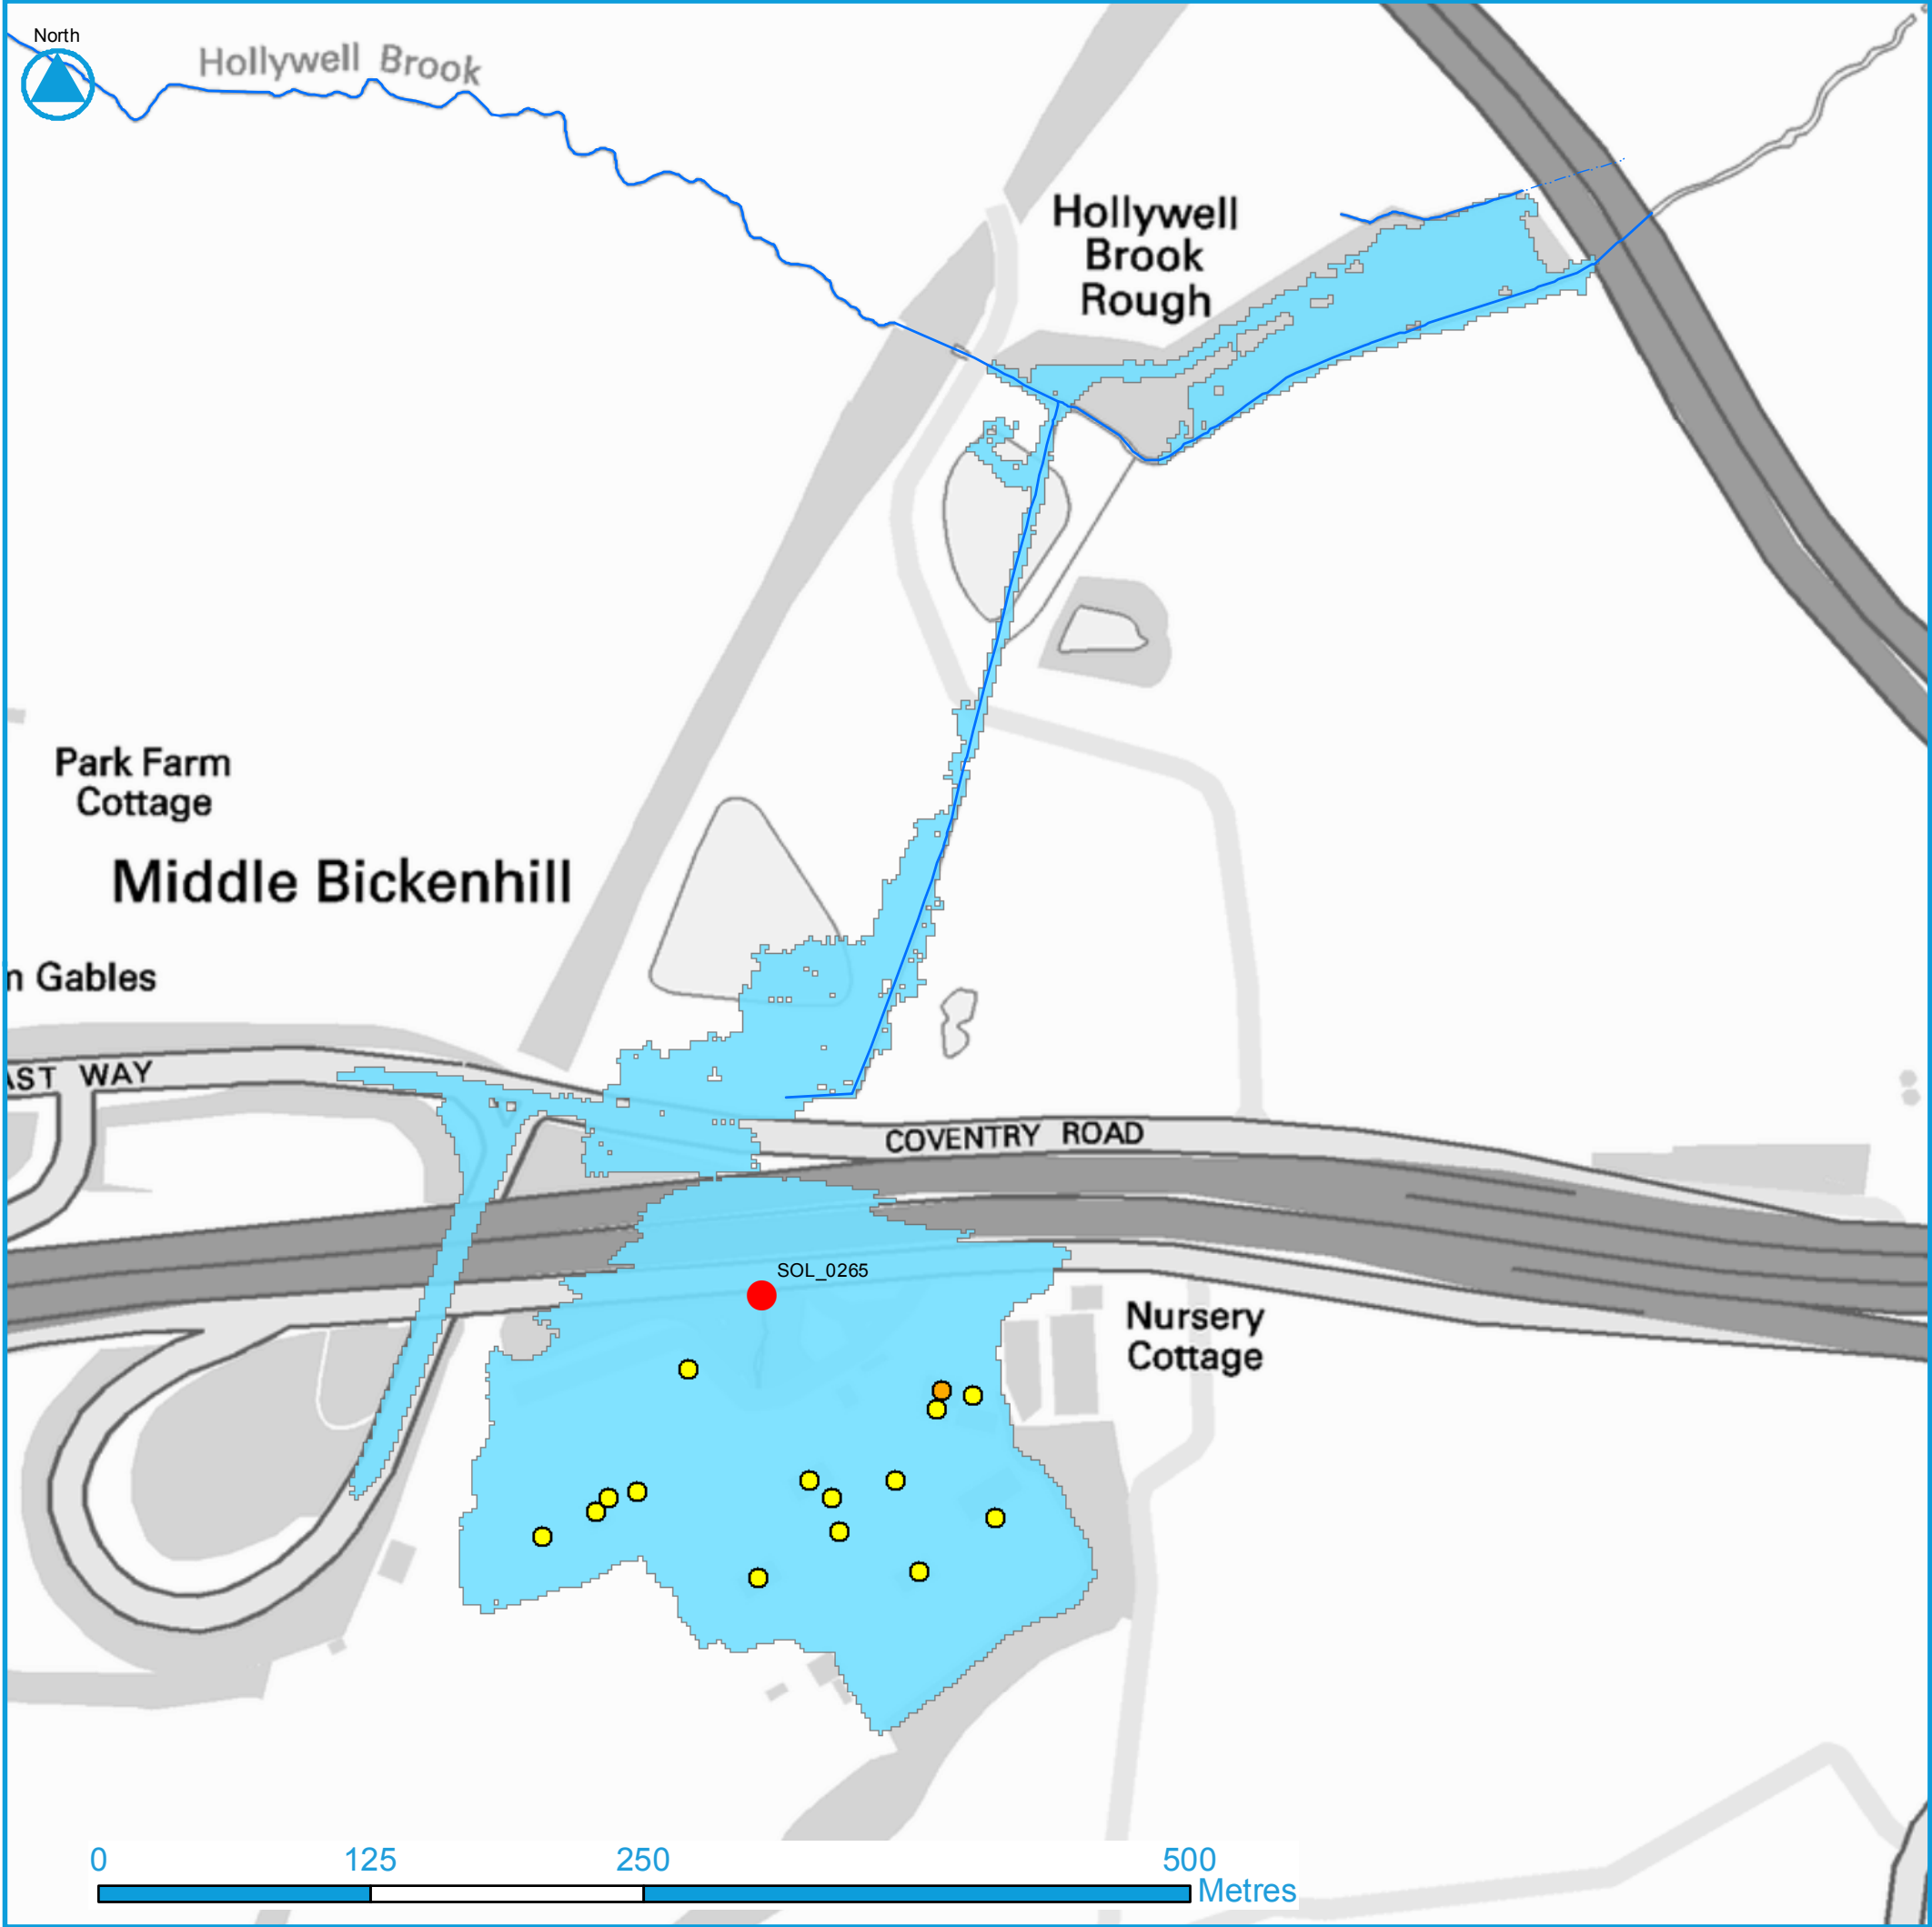 North
Hollywell Brook
Hollywell
Brook
Rough
Park Farm
Cottage
Middle Bickenhill
n Gables
AST WAY
COVENTRY ROAD
SOL_0265
Nursery
Cottage
0 125 250 500
Metres